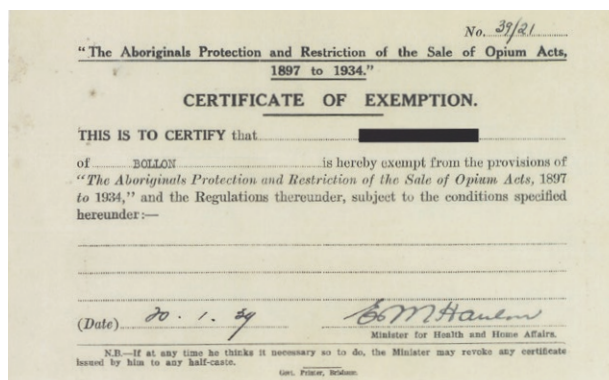 No. 39/21
"The Aboriginals Protection and Restriction of the Sale of Opium Acts,
1897 to 1934."
CERTIFICATE OF EXEMPTION.
THIS IS TO CERTIFY that
of BOLLON is hereby exempt from the provisions of
"The Aboriginals Protection and Restriction of the Sale of Opium Acts, 1897
to 1934," and the Regulations thereunder, subject to the conditions specified
hereunder:—
(Date) 20 . 1 . 39 E M Hanlon
Minister for Health and Home Affairs.
N.B.—If at any time he thinks it necessary so to do, the Minister may revoke any certificate
issued by him to any half-caste.
Govt. Printer, Brisbane.